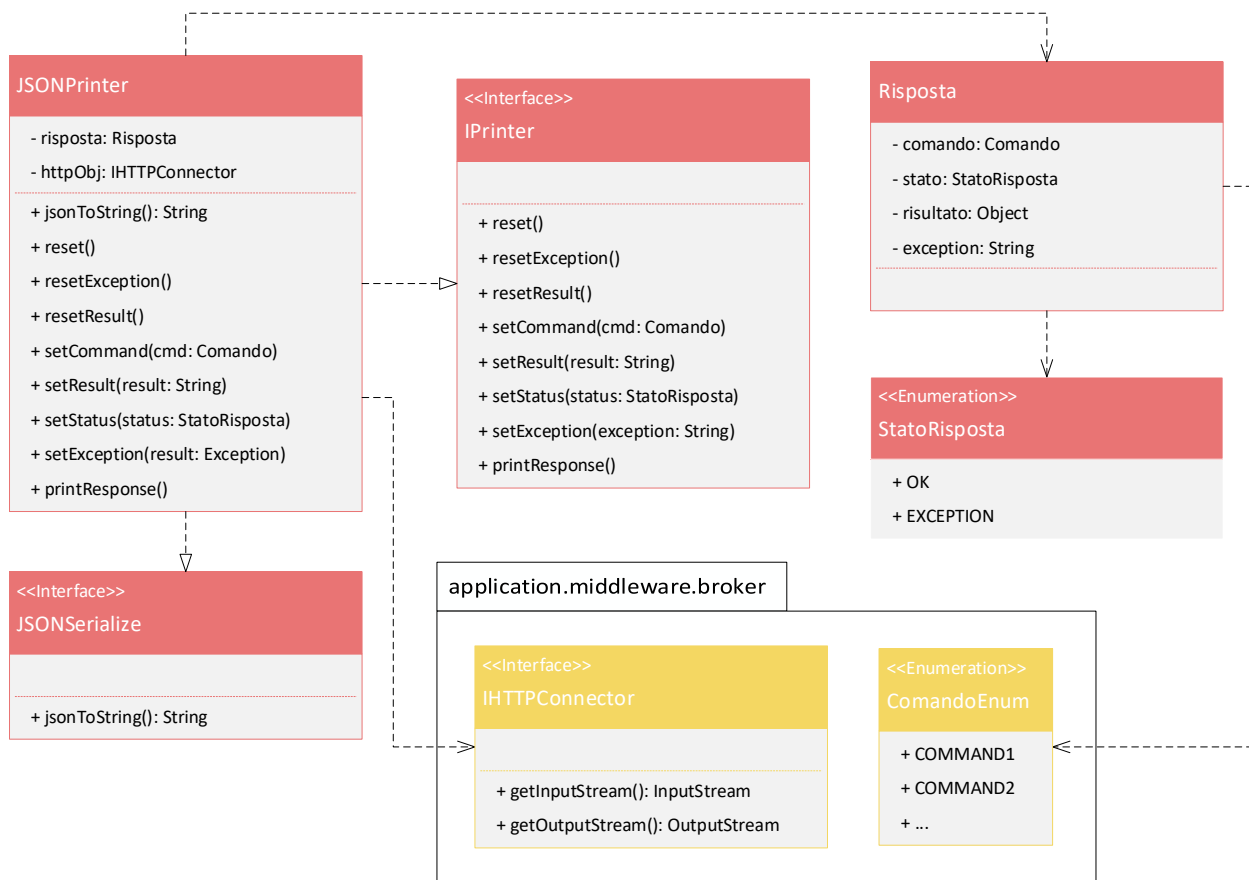 JSONPrinter
- risposta: Risposta
- httpObj: IHTTPConnector
+ jsonToString(): String
+ reset()
+ resetException()
+ resetResult()
+ setCommand(cmd: Comando)
+ setResult(result: String)
+ setStatus(status: StatoRisposta)
+ setException(result: Exception)
+ printResponse()
<<Interface>>
IPrinter
+ reset()
+ resetException()
+ resetResult()
+ setCommand(cmd: Comando)
+ setResult(result: String)
+ setStatus(status: StatoRisposta)
+ setException(exception: String)
+ printResponse()
Risposta
- comando: Comando
- stato: StatoRisposta
- risultato: Object
- exception: String
<<Enumeration>>
StatoRisposta
+ OK
+ EXCEPTION
<<Interface>>
JSONSerialize
+ jsonToString(): String
application.middleware.broker
<<Interface>>
IHTTPConnector
+ getInputStream(): InputStream
+ getOutputStream(): OutputStream
<<Enumeration>>
ComandoEnum
+ COMMAND1
+ COMMAND2
+ ...